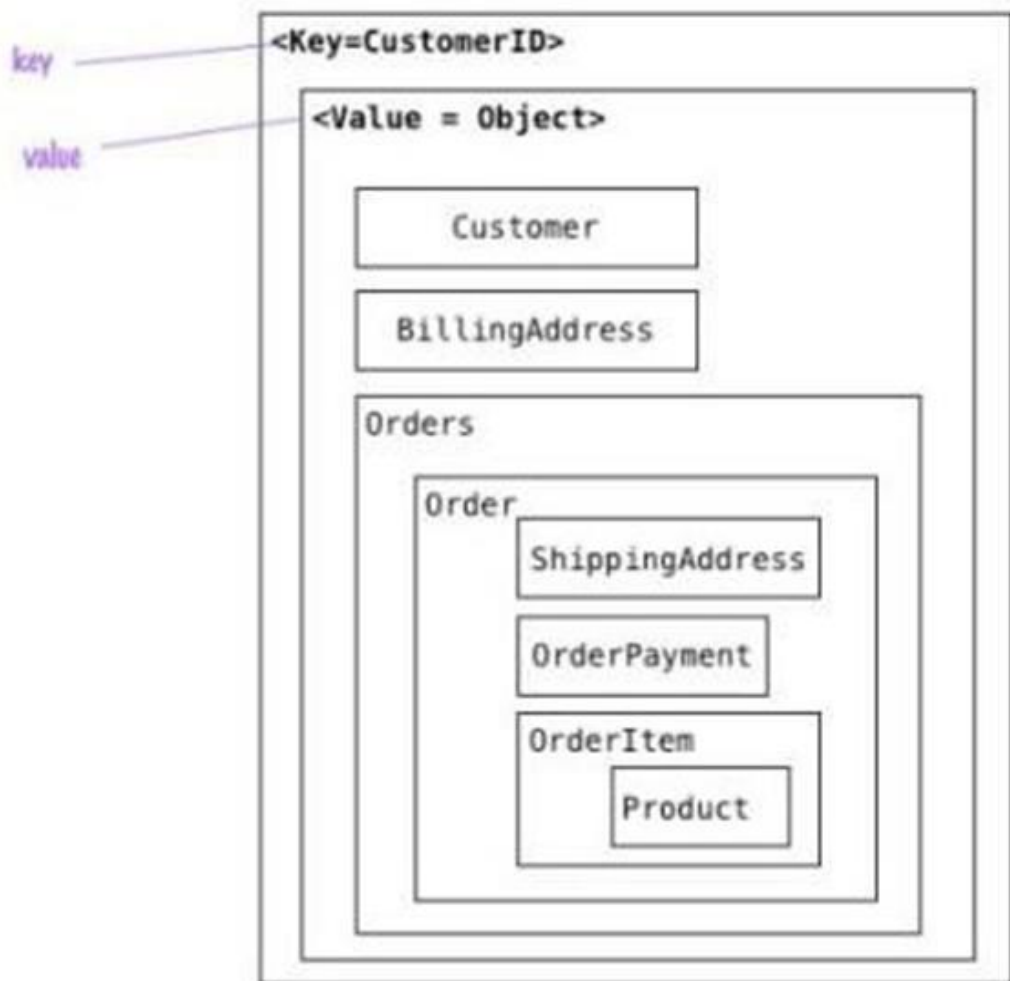 key
<Key=CustomerID>
value
<Value = Object>
Customer
BillingAddress
Orders
Order
ShippingAddress
OrderPayment
OrderItem
Product